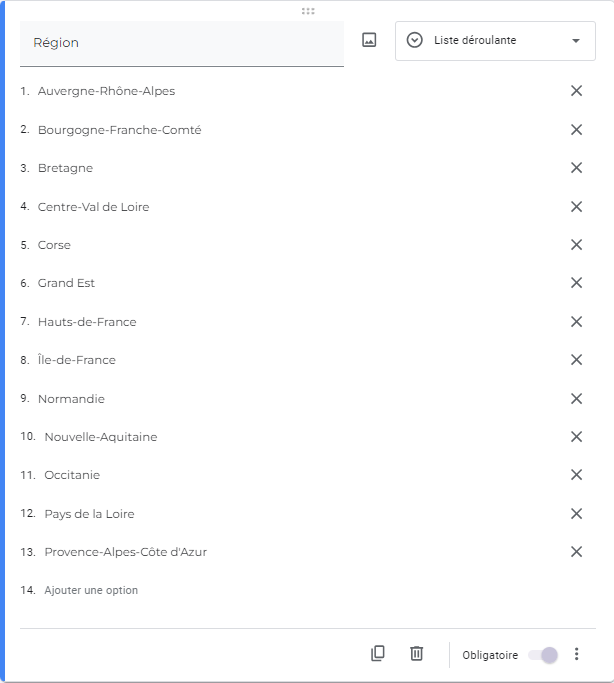 Région
Liste déroulante
1. Auvergne-Rhône-Alpes
2. Bourgogne-Franche-Comté
3. Bretagne
4. Centre-Val de Loire
5. Corse
6. Grand Est
7. Hauts-de-France
8. Île-de-France
9. Normandie
10. Nouvelle-Aquitaine
11. Occitanie
12. Pays de la Loire
13. Provence-Alpes-Côte d'Azur
14. Ajouter une option
Obligatoire